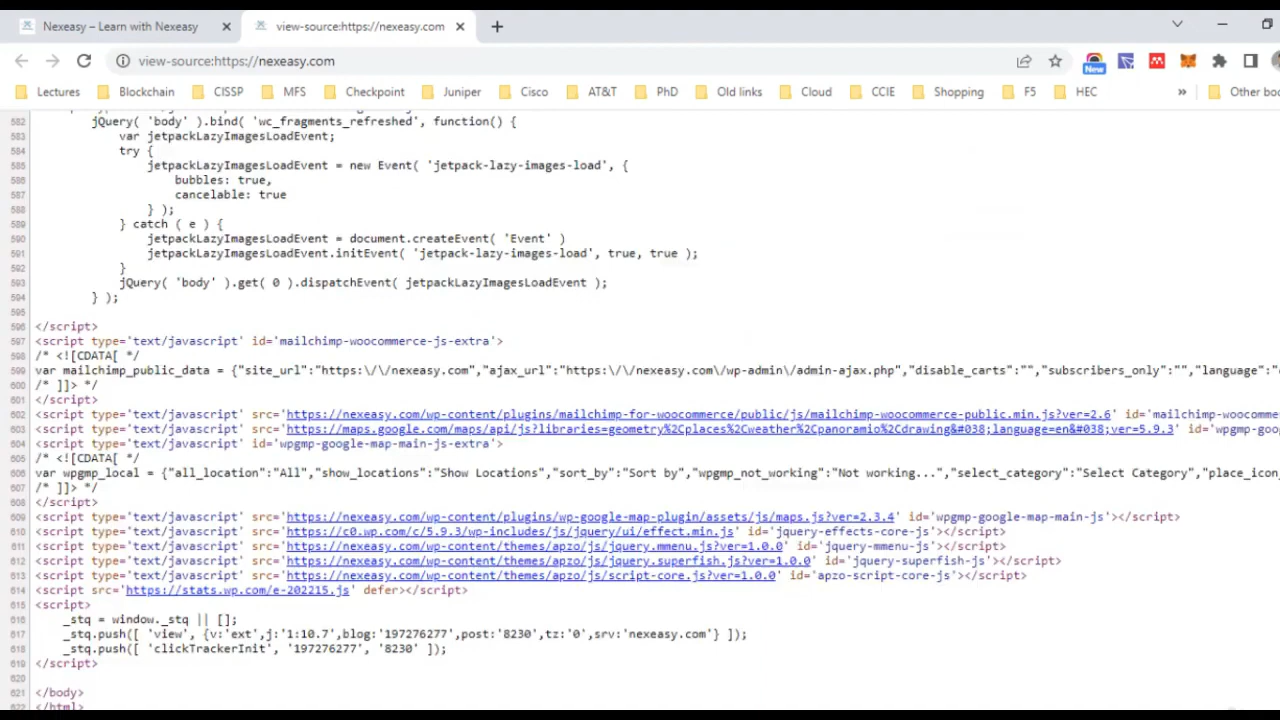 Nexeasy – Learn with Nexeasy
view-source:https://nexeasy.com
view-source:https://nexeasy.com
New
Lectures Blockchain CISSP MFS Checkpoint Juniper Cisco AT&T PhD Old links Cloud CCIE Shopping F5 HEC » Other boo
582 jQuery( 'body' ).bind( 'wc_fragments_refreshed', function() {
583 var jetpackLazyImagesLoadEvent;
584 try {
585 jetpackLazyImagesLoadEvent = new Event( 'jetpack-lazy-images-load', {
586 bubbles: true,
587 cancelable: true
588 } );
589 } catch ( e ) {
590 jetpackLazyImagesLoadEvent = document.createEvent( 'Event' )
591 jetpackLazyImagesLoadEvent.initEvent( 'jetpack-lazy-images-load', true, true );
592 }
593 jQuery( 'body' ).get( 0 ).dispatchEvent( jetpackLazyImagesLoadEvent );
594 } );
595
596 </script>
597 <script type='text/javascript' id='mailchimp-woocommerce-js-extra'>
598 /* <![CDATA[ */
599 var mailchimp_public_data = {"site_url":"https:\/\/nexeasy.com","ajax_url":"https:\/\/nexeasy.com\/wp-admin\/admin-ajax.php","disable_carts":"","subscribers_only":"","language":"
600 /* ]]> */
601 </script>
602 <script type='text/javascript' src='https://nexeasy.com/wp-content/plugins/mailchimp-for-woocommerce/public/js/mailchimp-woocommerce-public.min.js?ver=2.6' id='mailchimp-woocomme
603 <script type='text/javascript' src='https://maps.google.com/maps/api/js?libraries=geometry%2Cplaces%2Cweather%2Cpanoramio%2Cdrawing&#038;language=en&#038;ver=5.9.3' id='wpgmp-goo
604 <script type='text/javascript' id='wpgmp-google-map-main-js-extra'>
605 /* <![CDATA[ */
606 var wpgmp_local = {"all_location":"All","show_locations":"Show Locations","sort_by":"Sort by","wpgmp_not_working":"Not working...","select_category":"Select Category","place_icon
607 /* ]]> */
608 </script>
609 <script type='text/javascript' src='https://nexeasy.com/wp-content/plugins/wp-google-map-plugin/assets/js/maps.js?ver=2.3.4' id='wpgmp-google-map-main-js'></script>
610 <script type='text/javascript' src='https://c0.wp.com/c/5.9.3/wp-includes/js/jquery/ui/effect.min.js' id='jquery-effects-core-js'></script>
611 <script type='text/javascript' src='https://nexeasy.com/wp-content/themes/apzo/js/jquery.mmenu.js?ver=1.0.0' id='jquery-mmenu-js'></script>
612 <script type='text/javascript' src='https://nexeasy.com/wp-content/themes/apzo/js/jquery.superfish.js?ver=1.0.0' id='jquery-superfish-js'></script>
613 <script type='text/javascript' src='https://nexeasy.com/wp-content/themes/apzo/js/script-core.js?ver=1.0.0' id='apzo-script-core-js'></script>
614 <script src='https://stats.wp.com/e-202215.js' defer></script>
615 <script>
616 _stq = window._stq || [];
617 _stq.push([ 'view', {v:'ext',j:'1:10.7',blog:'197276277',post:'8230',tz:'0',srv:'nexeasy.com'} ]);
618 _stq.push([ 'clickTrackerInit', '197276277', '8230' ]);
619 </script>
620
621 </body>
622 </html>